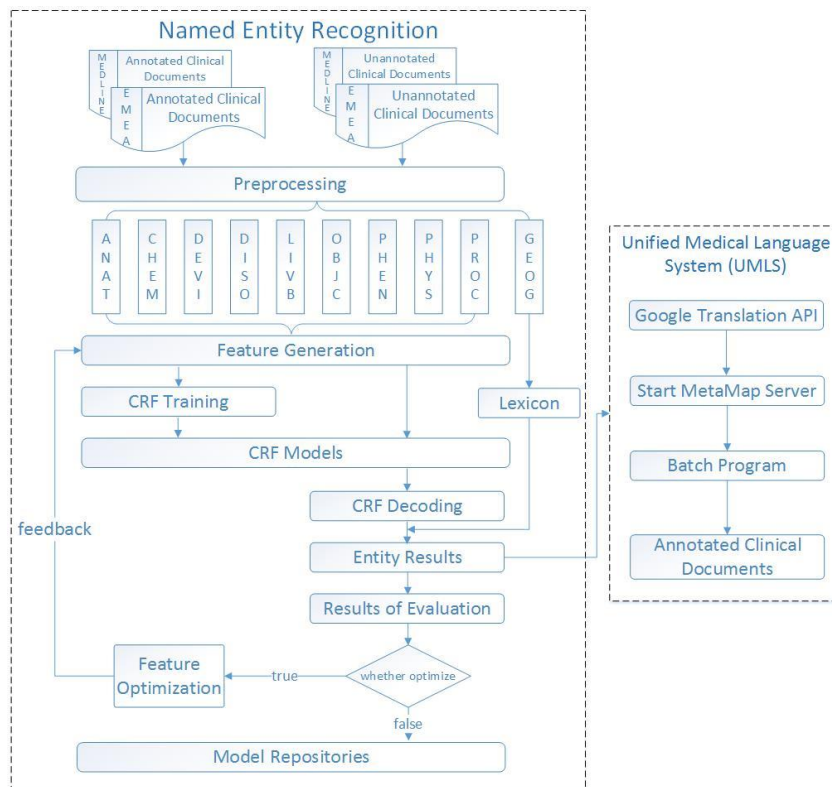 Named Entity Recognition
MEDLINE
Annotated Clinical
Documents
EMEA
Annotated Clinical
Documents
MEDLINE
Unannotated
Clinical Documents
EMEA
Unannotated
Clinical Documents
Preprocessing
ANAT
CHEM
DEVI
DISO
LIVB
OBJC
PHEN
PHYS
PROC
GEOG
Feature Generation
CRF Training
Lexicon
CRF Models
CRF Decoding
feedback
Entity Results
Results of Evaluation
Feature
Optimization
true
whether optimize
false
Model Repositories
Unified Medical Language
System (UMLS)
Google Translation API
Start MetaMap Server
Batch Program
Annotated Clinical
Documents